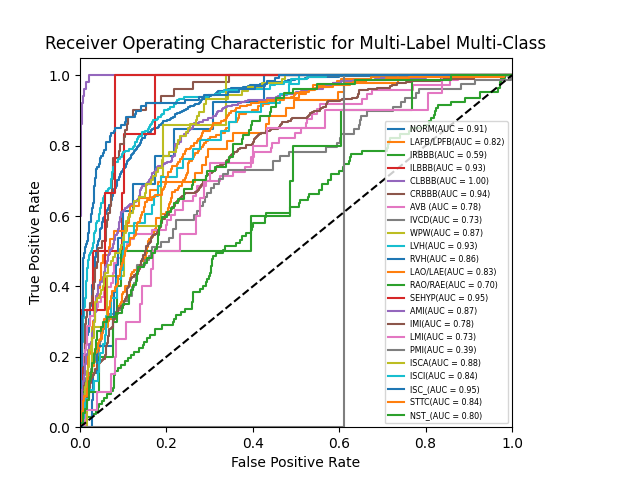 Receiver Operating Characteristic for Multi-Label Multi-Class
True Positive Rate
1.0
0.8
0.6
0.4
0.2
0.0
NORM(AUC = 0.91)
LAFB/LPFB(AUC = 0.82)
IRBBB(AUC = 0.59)
ILBBB(AUC = 0.93)
CLBBB(AUC = 1.00)
CRBBB(AUC = 0.94)
AVB (AUC = 0.78)
IVCD(AUC = 0.73)
WPW(AUC = 0.87)
LVH(AUC = 0.93)
RVH(AUC = 0.86)
LAO/LAE(AUC = 0.83)
RAO/RAE(AUC = 0.70)
SEHYP(AUC = 0.95)
AMI(AUC = 0.87)
IMI(AUC = 0.78)
LMI(AUC = 0.73)
PMI(AUC = 0.39)
ISCA(AUC = 0.88)
ISCI(AUC = 0.84)
ISC_(AUC = 0.95)
STTC(AUC = 0.84)
NST_(AUC = 0.80)
0.0 0.2 0.4 0.6 0.8 1.0
False Positive Rate